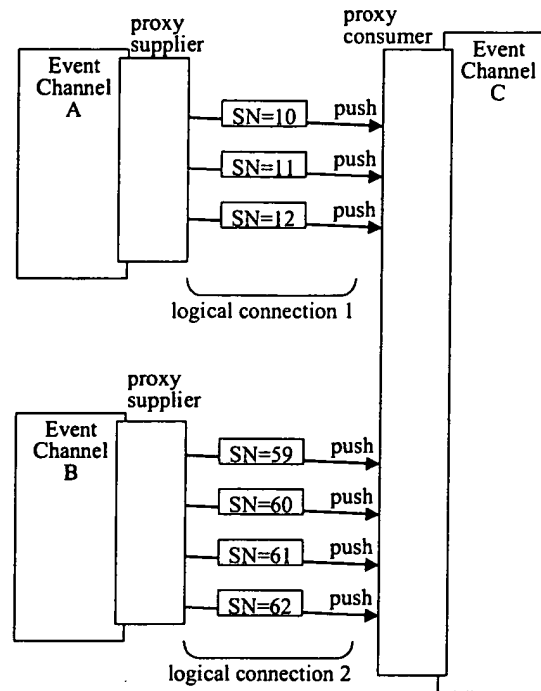 proxy
supplier
Event
Channel
A
SN=10
push
SN=11
push
SN=12
push
logical connection 1
proxy
consumer
Event
Channel
C
proxy
supplier
Event
Channel
B
SN=59
push
SN=60
push
SN=61
push
SN=62
push
logical connection 2